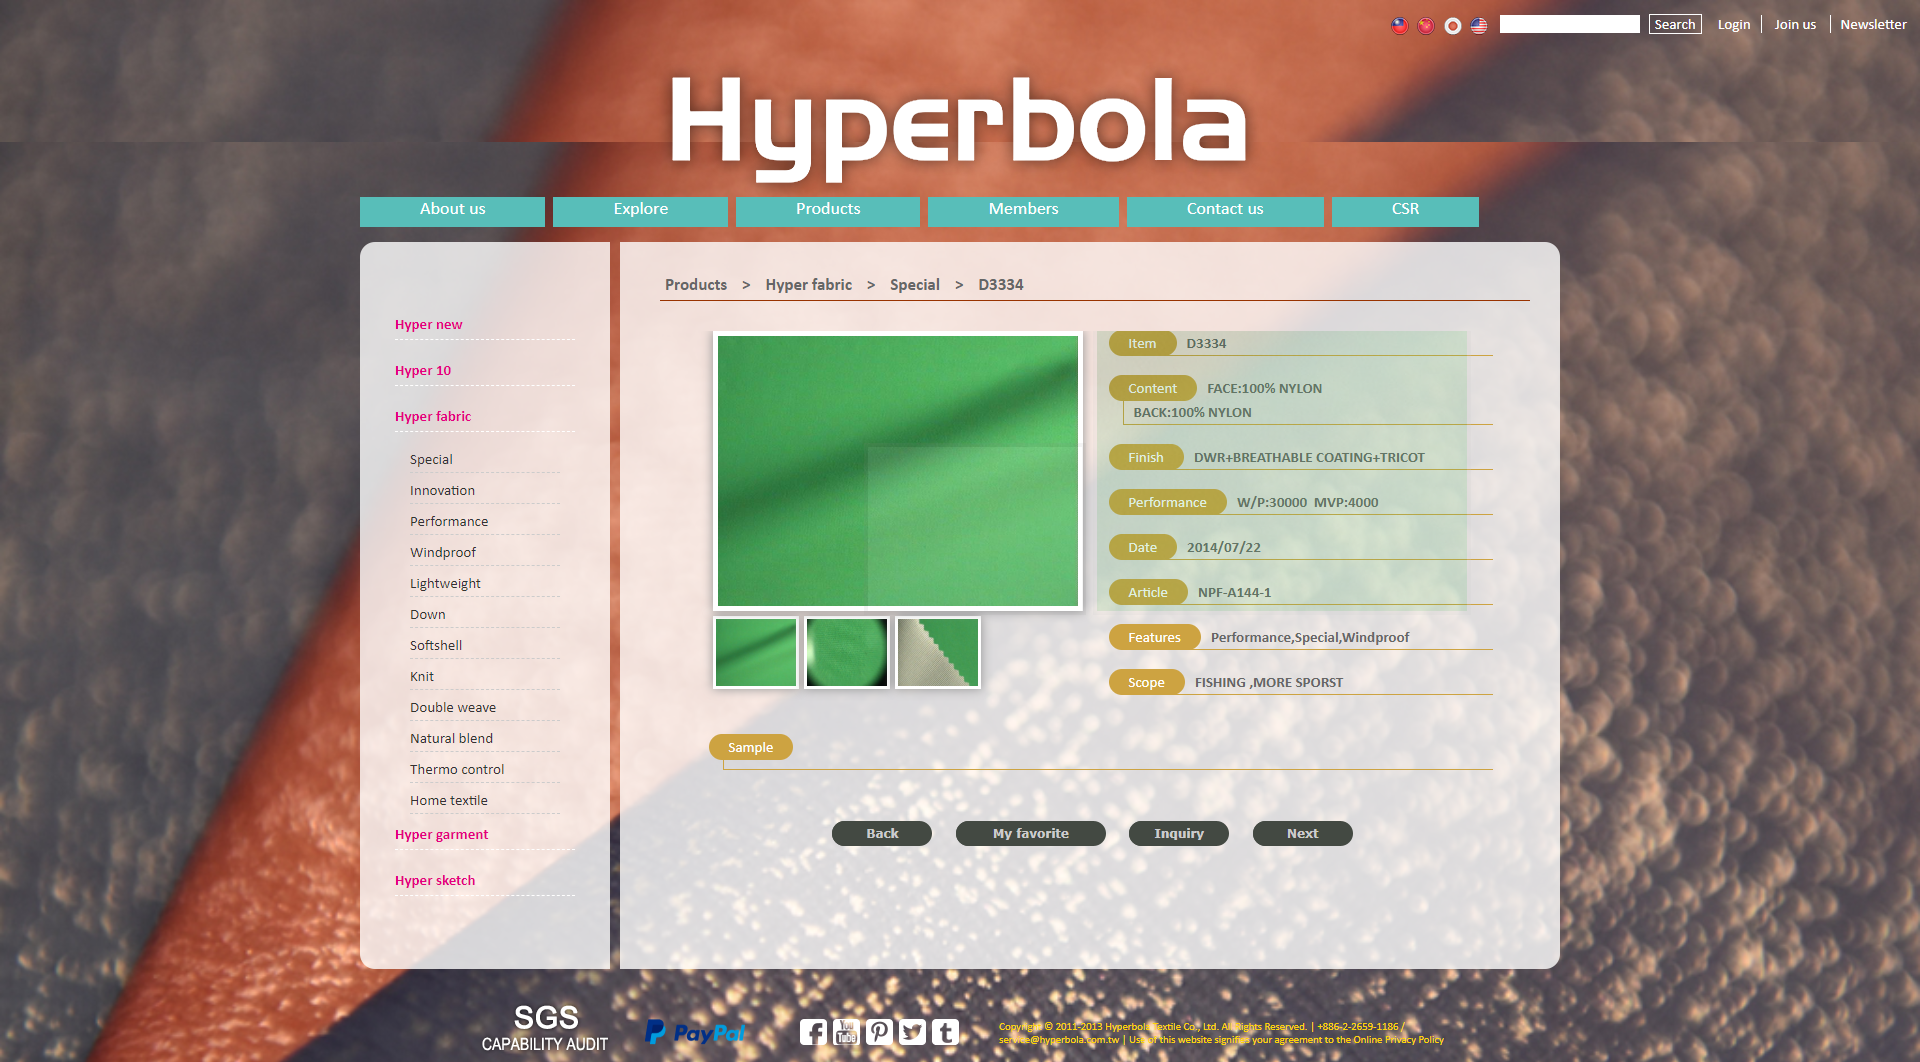 Search
Login
Join us
Newsletter
Hyperbola
About us
Explore
Products
Members
Contact us
CSR
Products > Hyper fabric > Special > D3334
Hyper new
Hyper 10
Hyper fabric
Special
Innovation
Performance
Windproof
Lightweight
Down
Softshell
Knit
Double weave
Natural blend
Thermo control
Home textile
Hyper garment
Hyper sketch
Item D3334
Content FACE:100% NYLON
BACK:100% NYLON
Finish DWR+BREATHABLE COATING+TRICOT
Performance W/P:30000 MVP:4000
Date 2014/07/22
Article NPF-A144-1
Features Performance,Special,Windproof
Scope FISHING ,MORE SPORST
Sample
Back
My favorite
Inquiry
Next
SGS
CAPABILITY AUDIT
PayPal
You Tube
Copyright © 2011-2013 Hyperbola Textile Co., Ltd. All Rights Reserved. | +886-2-2659-1186 /
service@hyperbola.com.tw | Use of this website signifies your agreement to the Online Privacy Policy